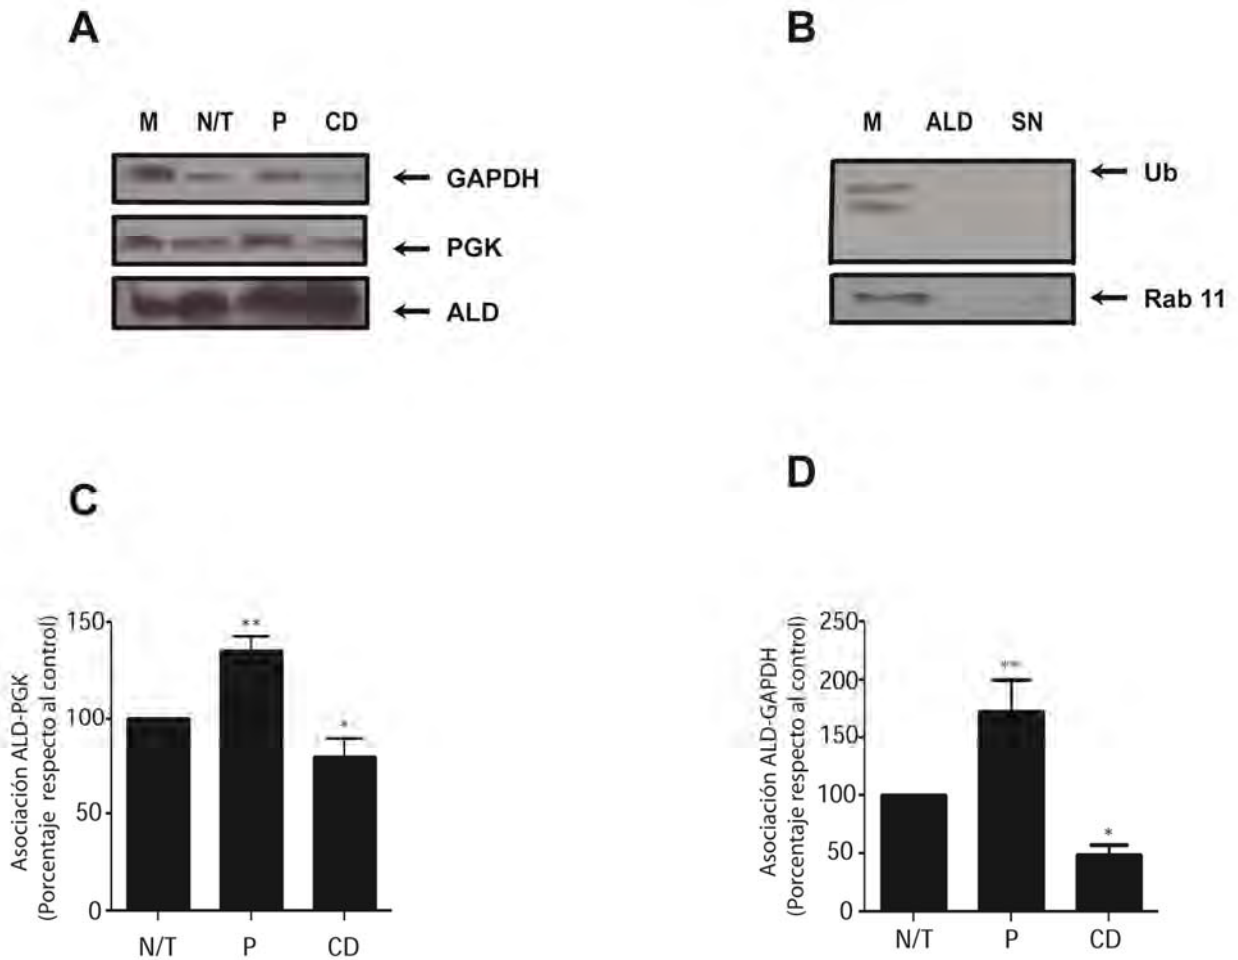 A
M N/T P CD
GAPDH
PGK
ALD
B
M ALD SN
Ub
Rab 11
C
Asociación ALD-PGK
(Porcentaje respecto al control)
150
100
50
0
**
*
N/T P CD
D
Asociación ALD-GAPDH
(Porcentaje respecto al control)
250
200
150
100
50
0
**
*
N/T P CD